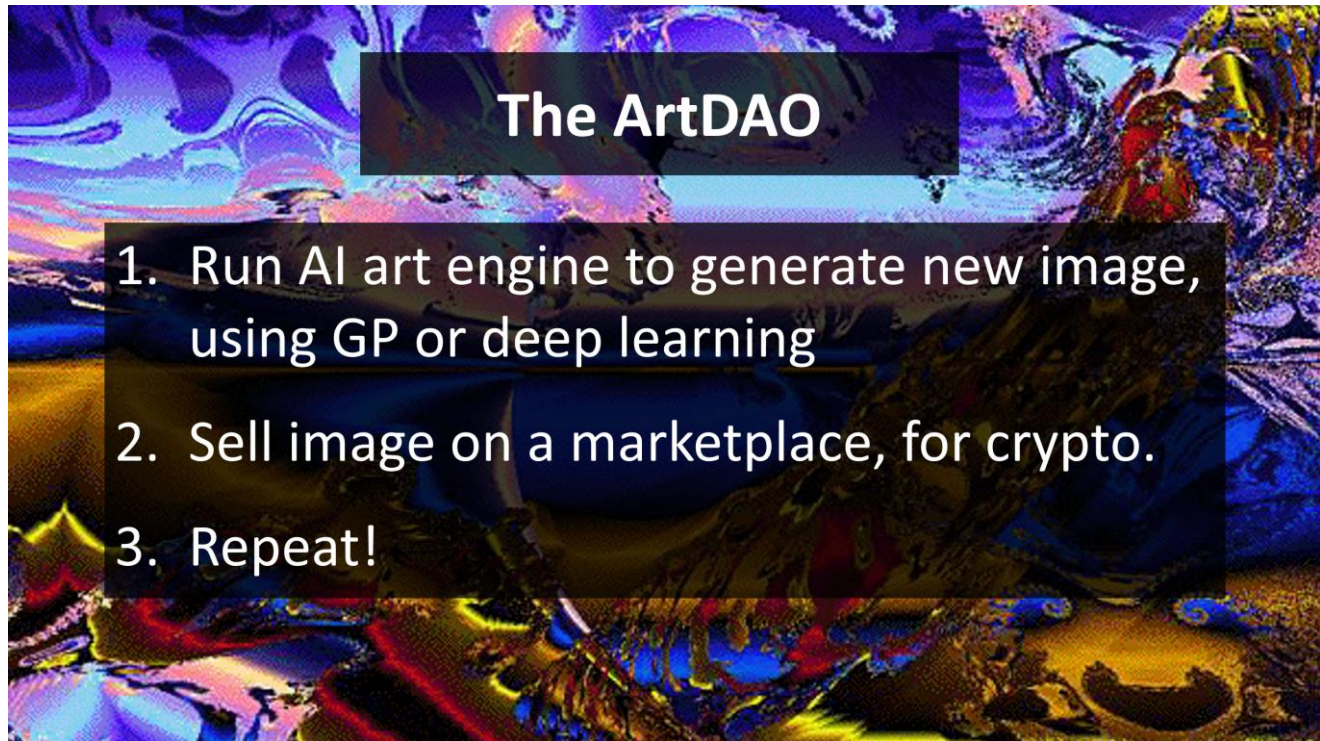 The ArtDAO
1. Run AI art engine to generate new image,
using GP or deep learning
2. Sell image on a marketplace, for crypto.
3. Repeat!